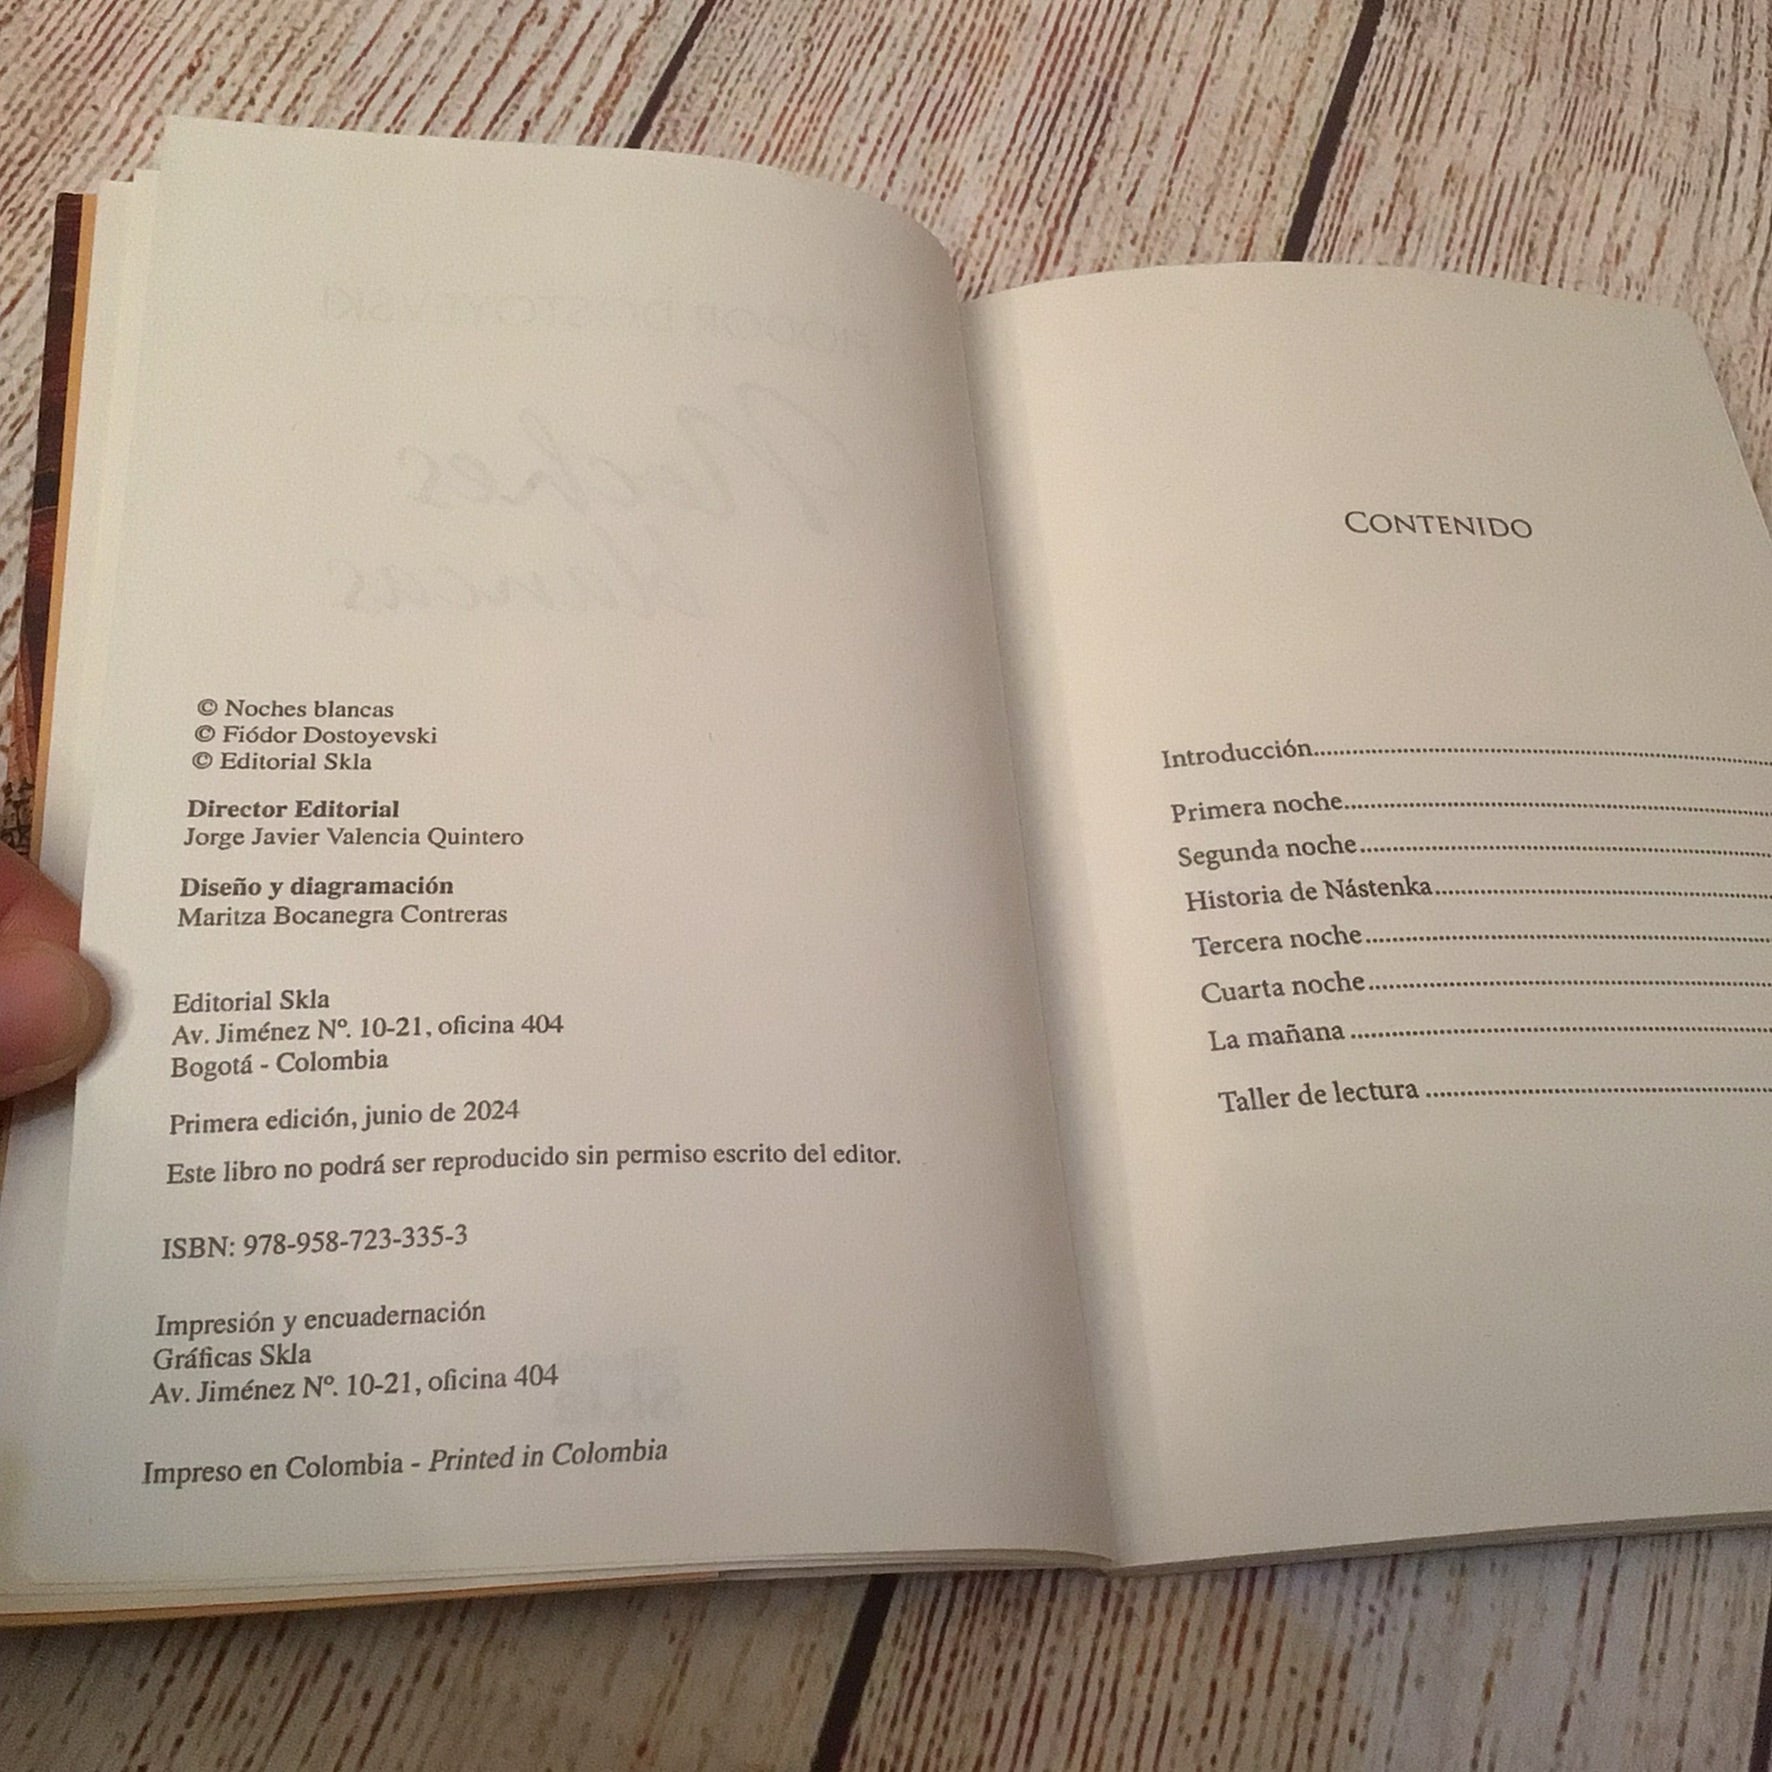 © Noches blancas
© Fiódor Dostoyevski
© Editorial Skla
Director Editorial
Jorge Javier Valencia Quintero
Diseño y diagramación
Maritza Bocanegra Contreras
Editorial Skla
Av. Jiménez Nº. 10-21, oficina 404
Bogotá - Colombia
Primera edición, junio de 2024
Este libro no podrá ser reproducido sin permiso escrito del editor.
ISBN: 978-958-723-335-3
Impresión y encuadernación
Gráficas Skla
Av. Jiménez Nº. 10-21, oficina 404
Impreso en Colombia - Printed in Colombia
CONTENIDO
Introducción
Primera noche
Segunda noche
Historia de Nástenka
Tercera noche
Cuarta noche
La mañana
Taller de lectura